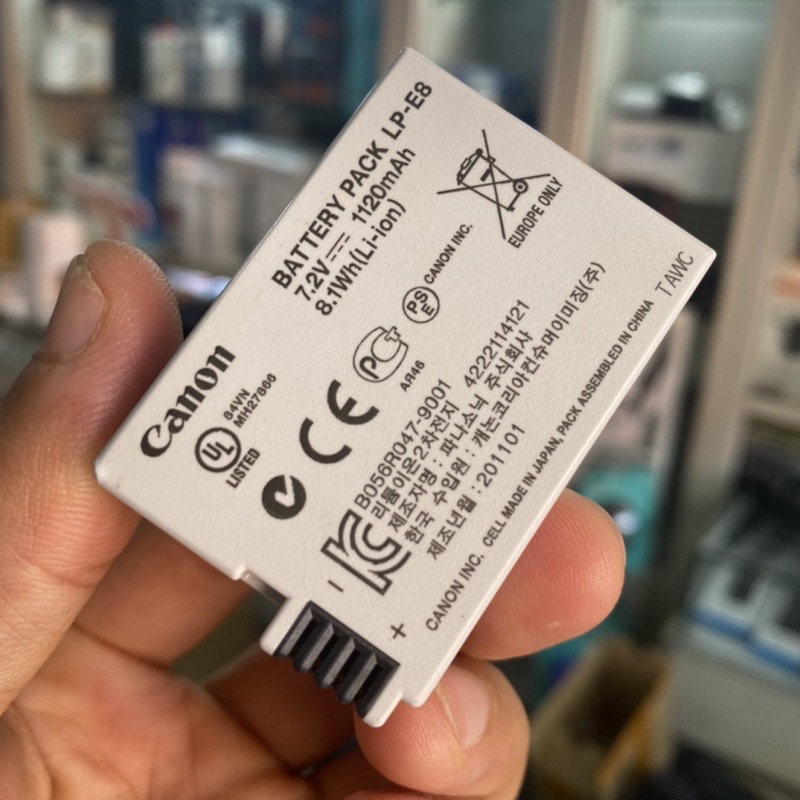 BATTERY PACK LP-E8
7.2V 1120mAh
8.1Wh(Li-ion)
EUROPE ONLY
Canon
UL
LISTED
84VN
MH27866
CE
PCT
AR46
PSE
CANON INC.
B056R047-9001
리튬이온2차전지 4222114121
제조자명 : 파나소닉 주식회사
한국 수입원 : 캐논코리아컨슈머이미징(주)
제조년월 : 201101
CANON INC. CELL MADE IN JAPAN, PACK ASSEMBLED IN CHINA TAWC
- +